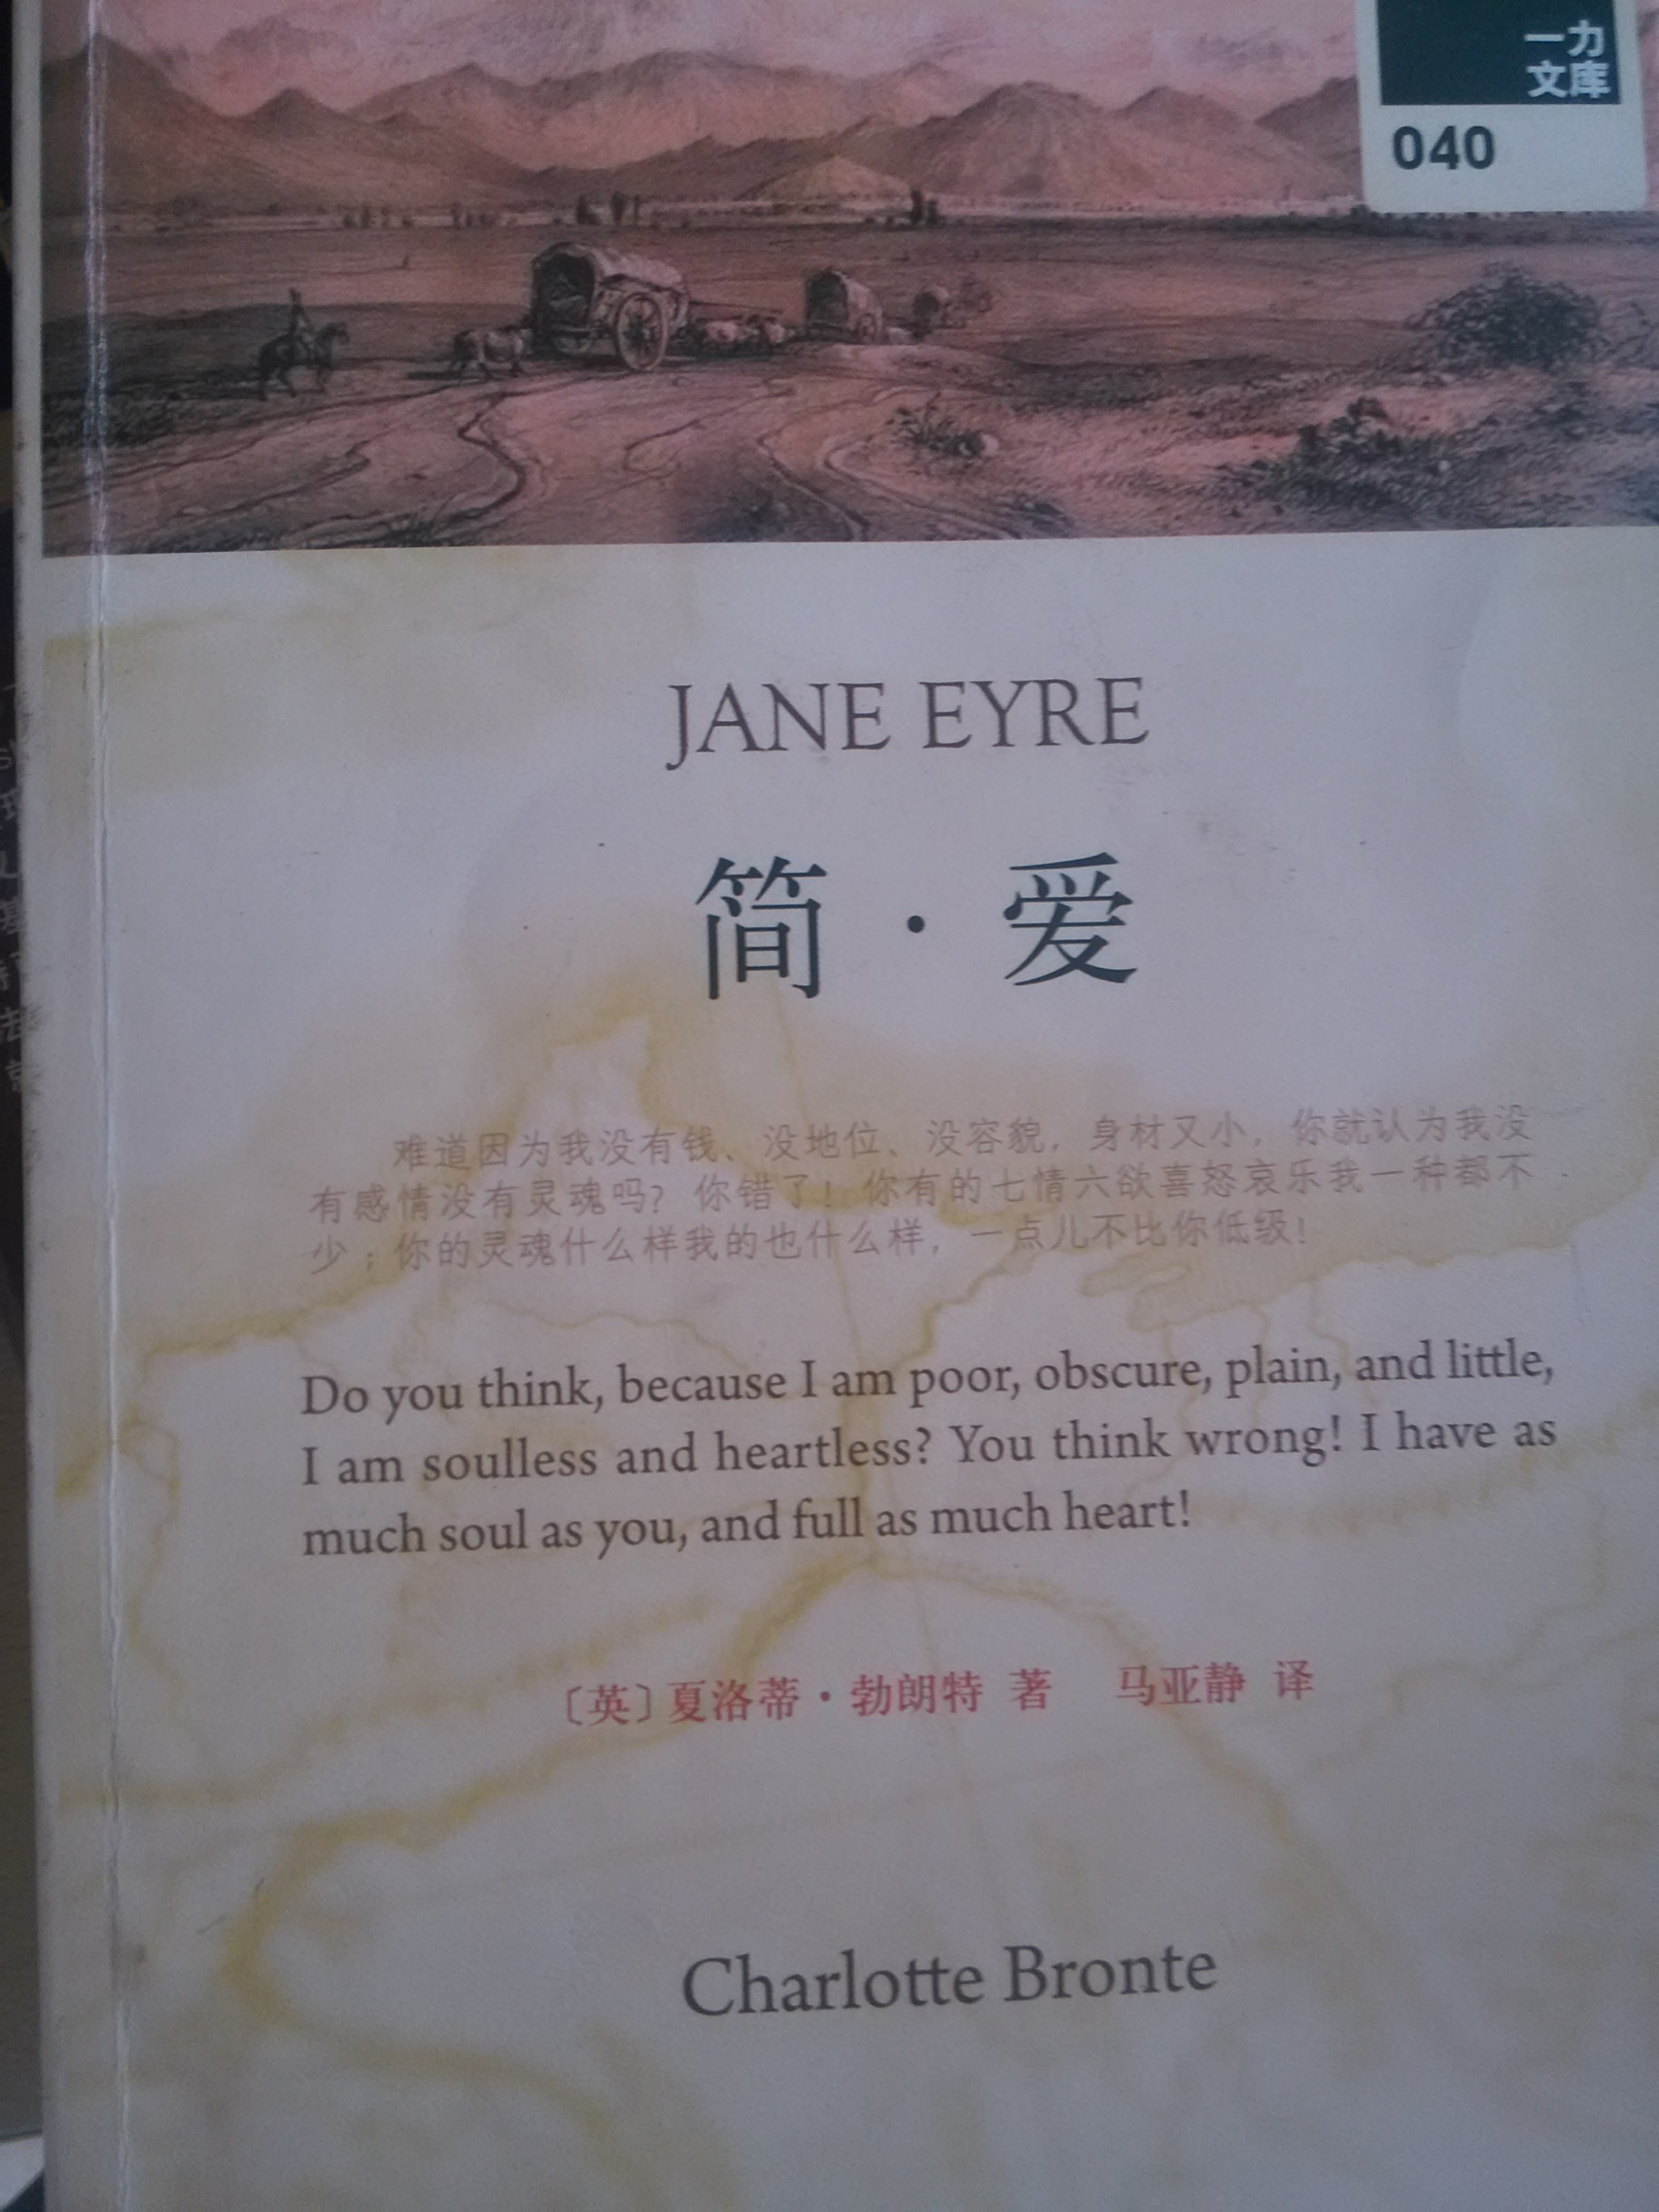 一力
文库
040
JANE EYRE
简·爱
难道因为我没有钱、没地位、没容貌，身材又小，你就认为我没
有感情没有灵魂吗？你错了！你有的七情六欲喜怒哀乐我一种都不
少；你的灵魂什么样我的也什么样，一点儿不比你低级！
Do you think, because I am poor, obscure, plain, and little,
I am soulless and heartless? You think wrong! I have as
much soul as you, and full as much heart!
〔英〕夏洛蒂·勃朗特 著 马亚静 译
Charlotte Bronte